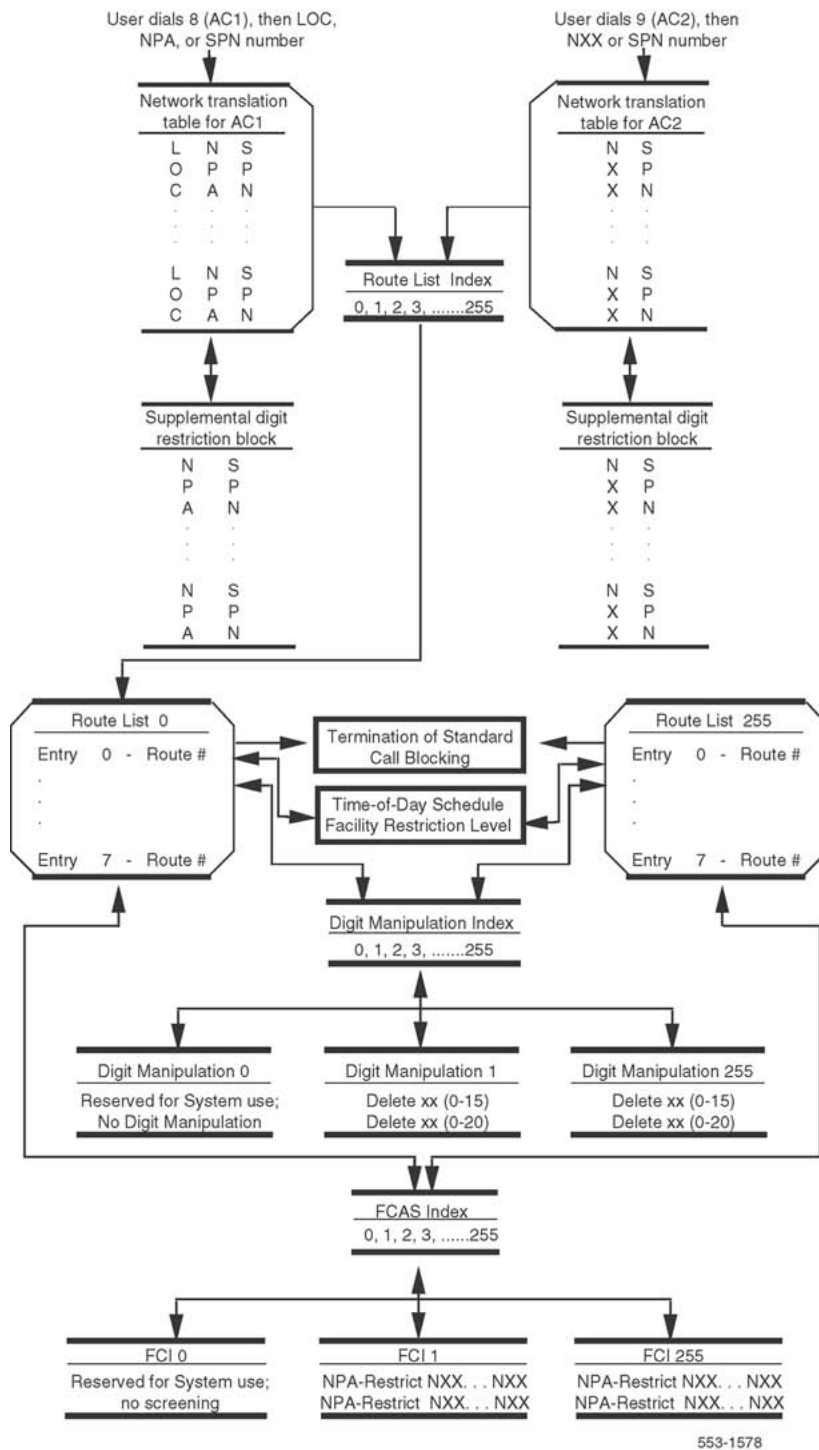 User dials 8 (AC1), then LOC,
NPA, or SPN number
User dials 9 (AC2), then
NXX or SPN number
Network translation
table for AC1
L N S
O P P
C A N
. . .
. . .
. . .
L N S
O P P
C A N
Network translation
table for AC2
N S
X P
X N
. .
. .
. .
N S
X P
X N
Route List Index
0, 1, 2, 3, .......255
Supplemental digit
restriction block
N S
P P
A N
. .
. .
. .
N S
P P
A N
Supplemental digit
restriction block
N S
X P
X N
. .
. .
. .
N S
X P
X N
Route List 0
Entry 0 - Route #
.
.
.
Entry 7 - Route #
Termination of Standard
Call Blocking
Time-of-Day Schedule
Facility Restriction Level
Route List 255
Entry 0 - Route #
.
.
.
Entry 7 - Route #
Digit Manipulation Index
0, 1, 2, 3, .......255
Digit Manipulation 0
Reserved for System use;
No Digit Manipulation
Digit Manipulation 1
Delete xx (0-15)
Delete xx (0-20)
Digit Manipulation 255
Delete xx (0-15)
Delete xx (0-20)
FCAS Index
0, 1, 2, 3, ......255
FCI 0
Reserved for System use;
no screening
FCI 1
NPA-Restrict NXX. . . NXX
NPA-Restrict NXX. . . NXX
FCI 255
NPA-Restrict NXX. . . NXX
NPA-Restrict NXX. . . NXX
553-1578